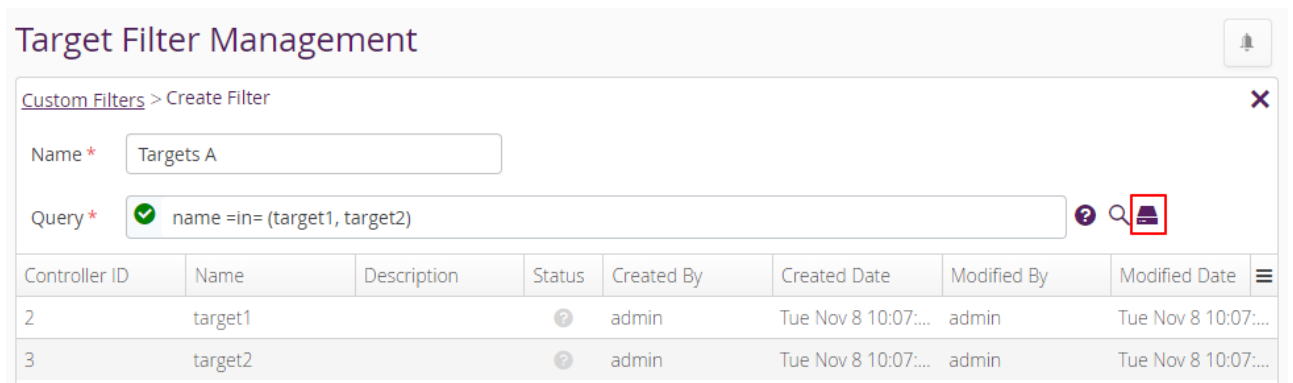 Target Filter Management
Custom Filters > Create Filter
Name * Targets A
Query * name =in= (target1, target2)
Controller ID Name Description Status Created By Created Date Modified By Modified Date
2 target1 admin Tue Nov 8 10:07:... admin Tue Nov 8 10:07:...
3 target2 admin Tue Nov 8 10:07:... admin Tue Nov 8 10:07:...